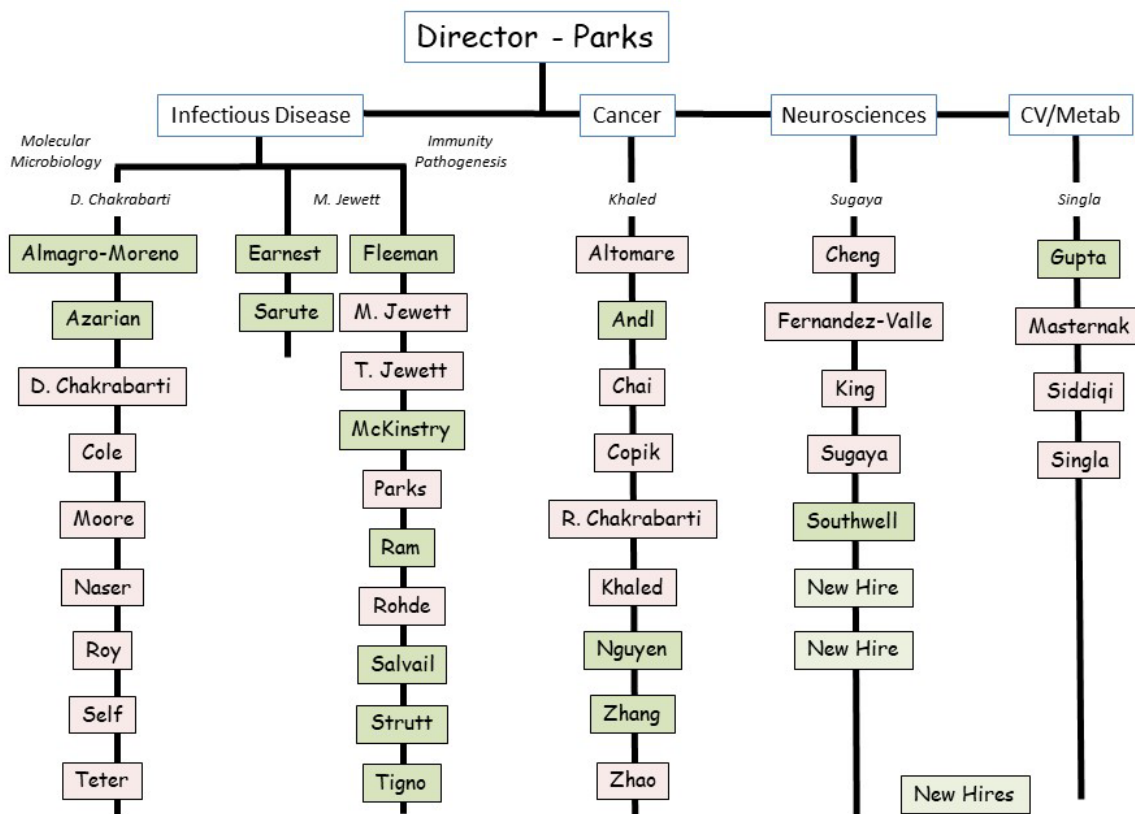 Director - Parks
Infectious Disease
Cancer
Neurosciences
CV/Metab
Molecular
Microbiology
Immunity
Pathogenesis
D. Chakrabarti
M. Jewett
Khaled
Sugaya
Singla
Almagro-Moreno
Azarian
D. Chakrabarti
Cole
Moore
Naser
Roy
Self
Teter
Earnest
Sarute
Fleeman
M. Jewett
T. Jewett
McKinstry
Parks
Ram
Rohde
Salvail
Strutt
Tigno
Altomare
Andl
Chai
Copik
R. Chakrabarti
Khaled
Nguyen
Zhang
Zhao
Cheng
Fernandez-Valle
King
Sugaya
Southwell
New Hire
New Hire
Gupta
Masternak
Siddiqi
Singla
New Hires